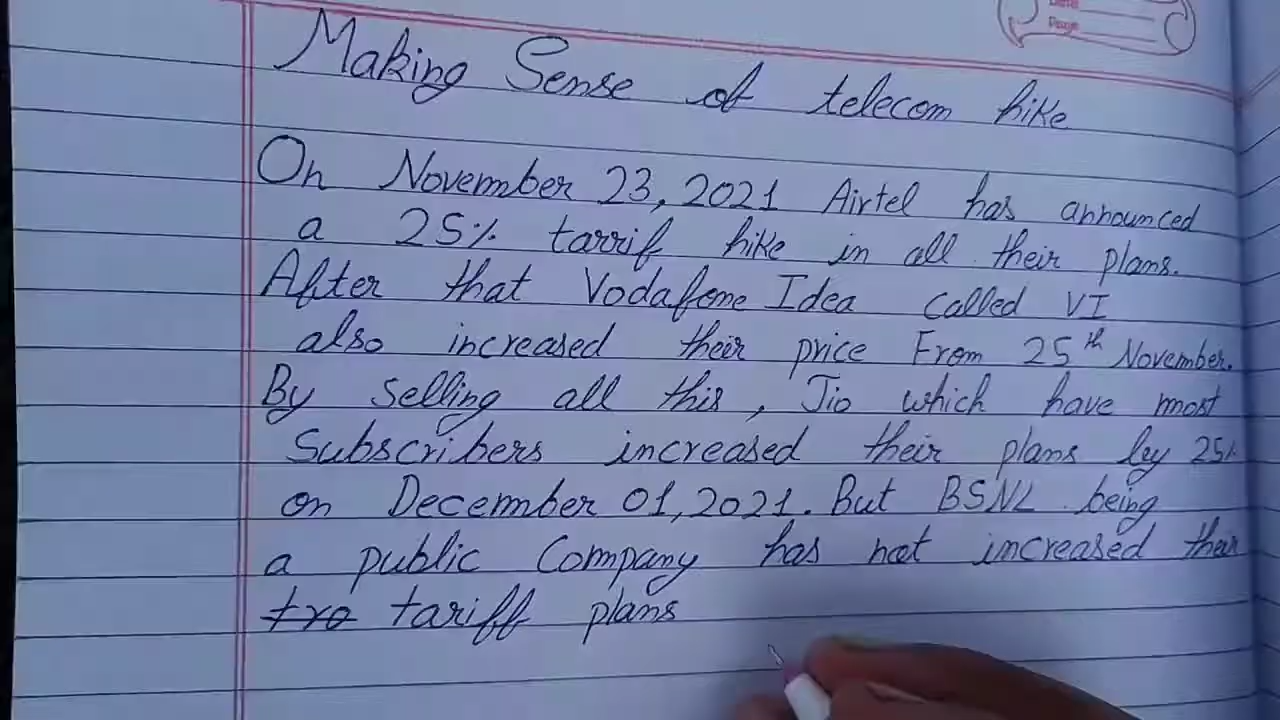 Date
Page
Making Sense of telecom hike
On November 23, 2021 Airtel has announced
a 25% tarrif hike in all their plans.
After that Vodafone Idea called VI
also increased their price From 25th November.
By selling all this, Jio which have most
Subscribers increased their plans by 25%
on December 01, 2021. But BSNL being
a public Company has not increased their
tro tariff plans